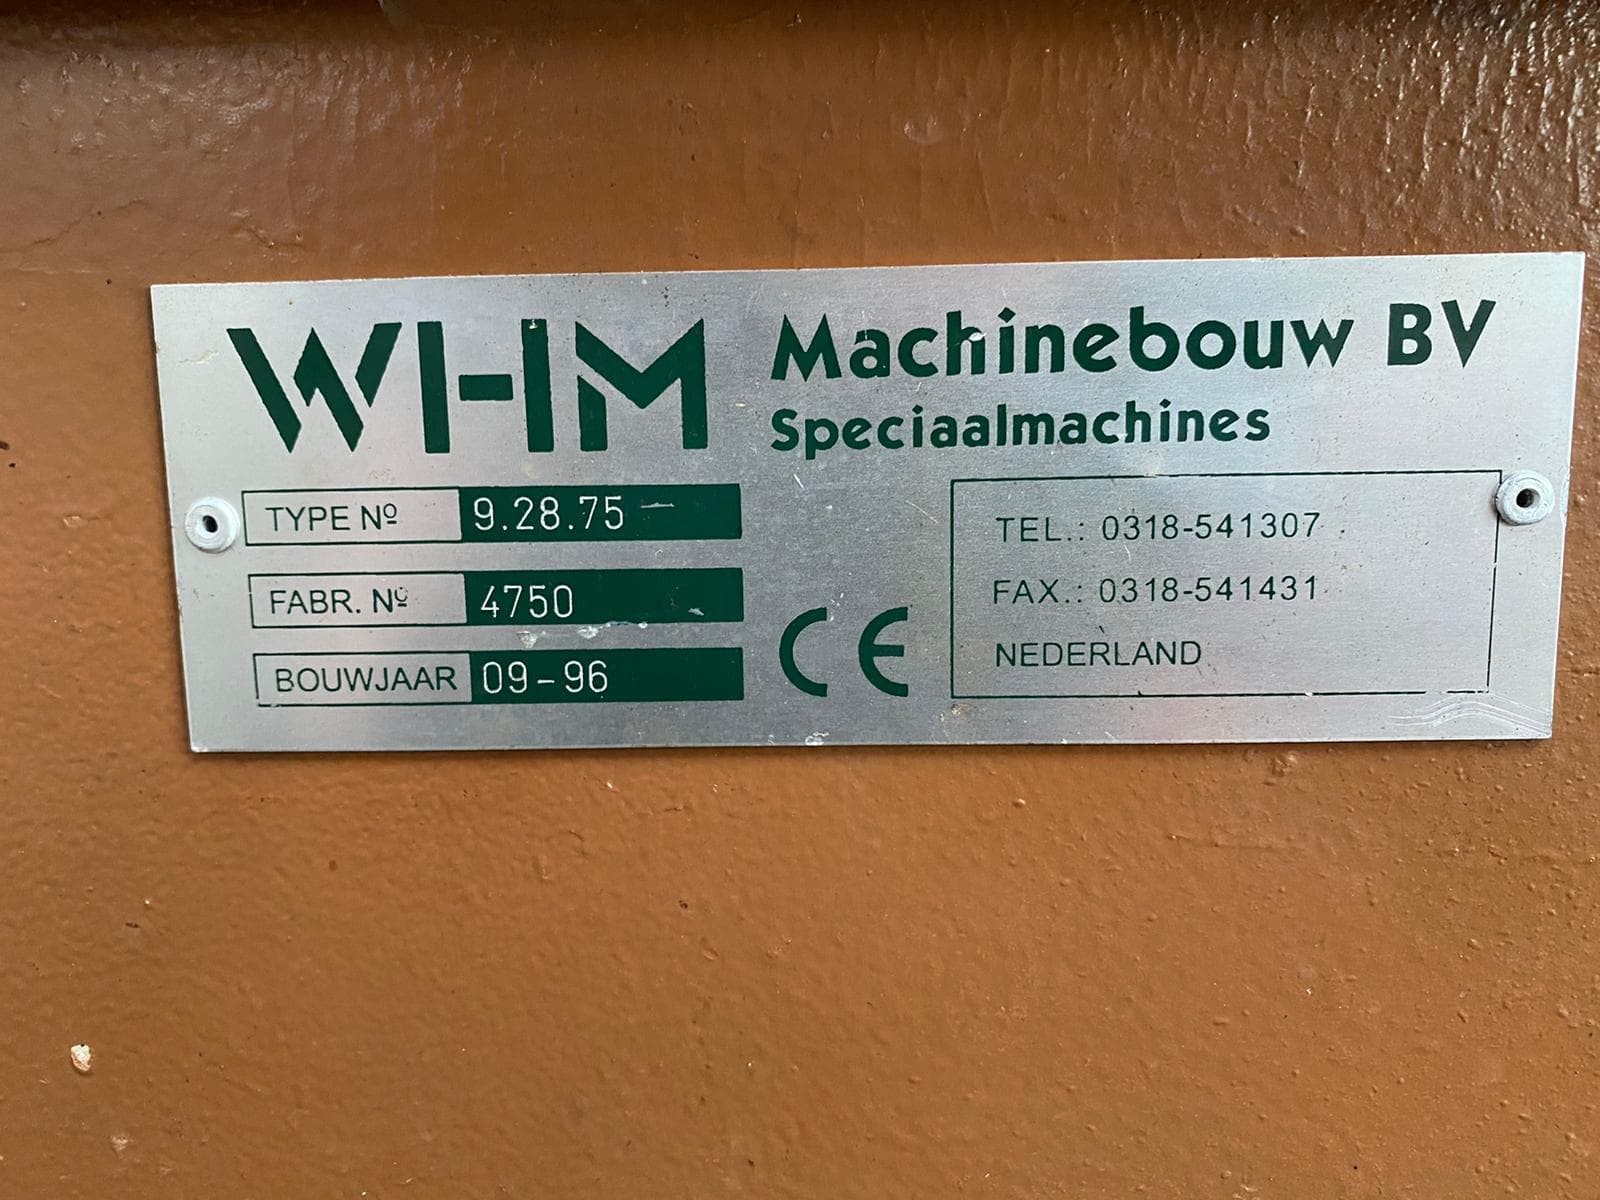 WHM Machinebouw BV
Speciaalmachines
TYPE Nº 9.28.75
FABR. Nº 4750
BOUWJAAR 09-96
CE
TEL.: 0318-541307
FAX.: 0318-541431
NEDERLAND